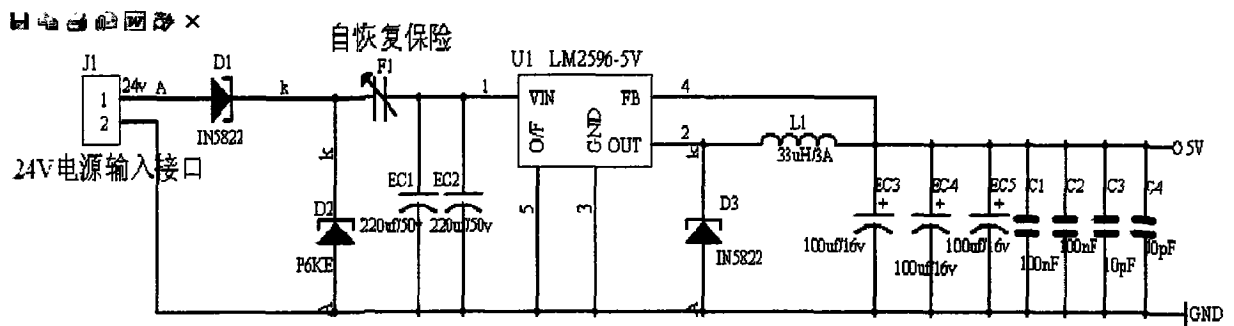 自恢复保险
J1
D1
F1
U1 LM2596-5V
24v
A
k
1
1
2
VIN
FB
4
O/F
GND
OUT
2
IN5822
L1
33uH/3A
5V
24V电源输入接口
k
k
D2
P6KE
A
EC1
EC2
220uf/50v
220uf/50v
5
3
D3
IN5822
A
EC3
EC4
EC5
C1
C2
C3
C4
+
+
+
100uf/16v
100uf/16v
100uf/16v
100nF
100nF
10pF
10pF
GND